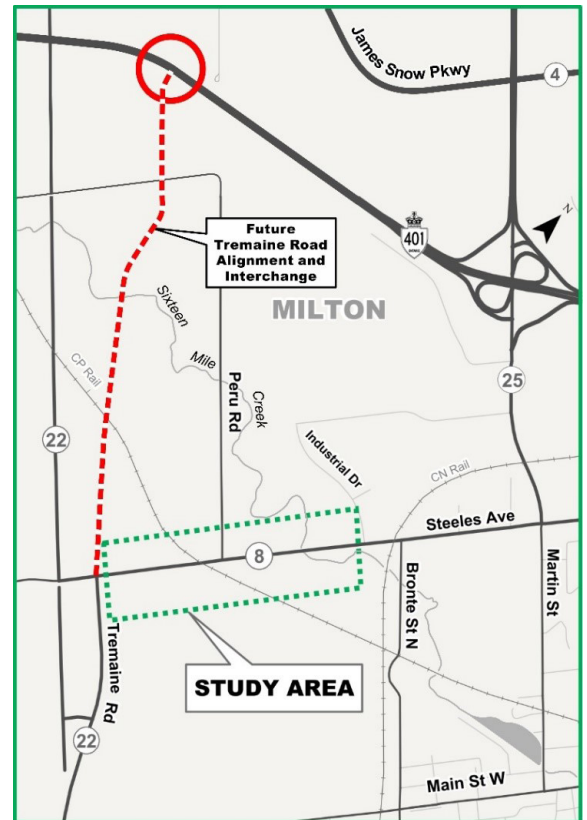 James Snow Pkwy
4
Future
Tremaine Road
Alignment and
Interchange
401
N
MILTON
Sixteen
Mile
Creek
CP Rail
Peru Rd
25
22
Industrial Dr
CN Rail
Steeles Ave
8
Bronte St N
Martin St
Tremaine
Rd
STUDY AREA
22
Main St W